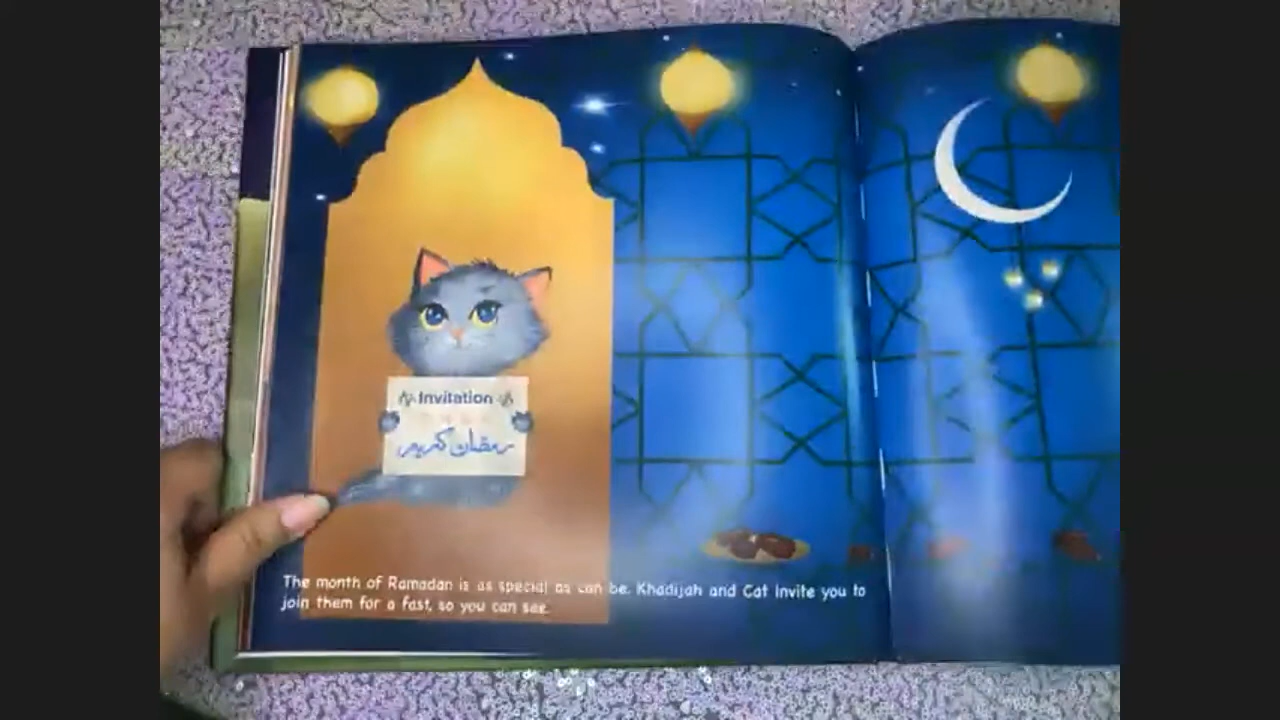 Invitation
رمضان كريم
The month of Ramadan is as special as can be. Khadijah and Cat invite you to
join them for a fast, so you can see.